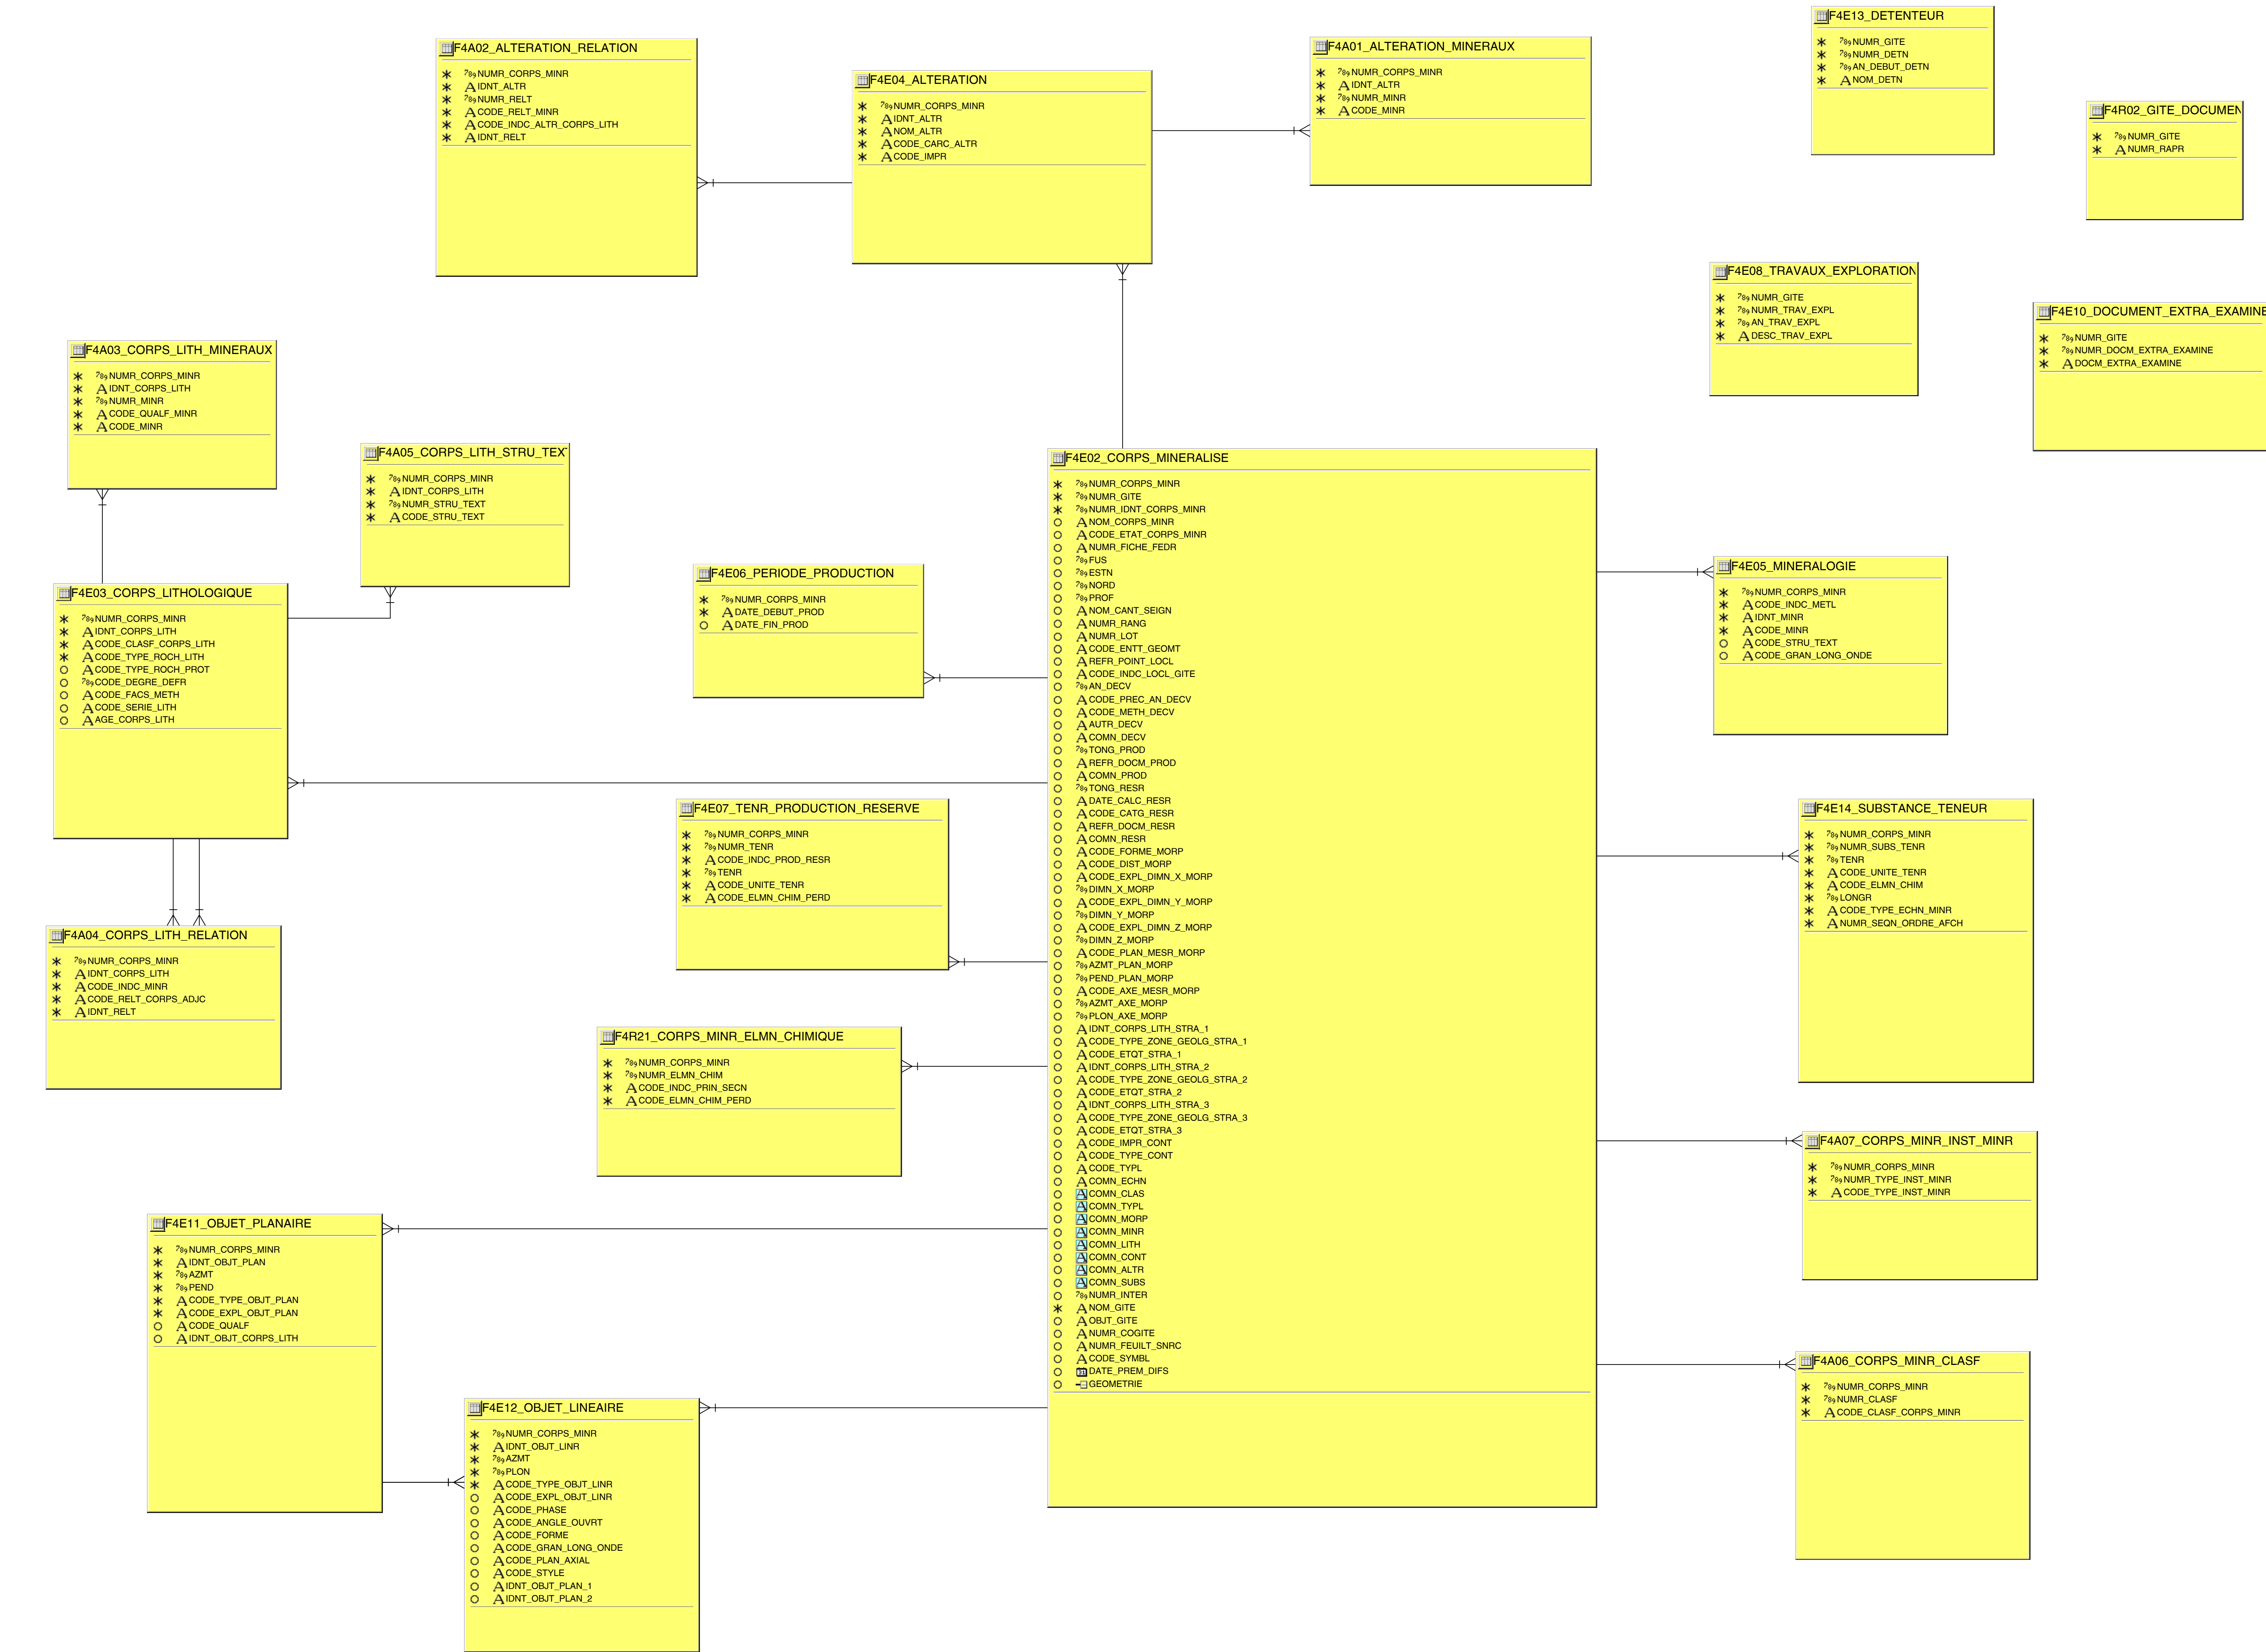 F4A02_ALTERATION_RELATION
NUMR_CORPS_MINR
IDNT_ALTR
NUMR_RELT
CODE_RELT_MINR
CODE_INDC_ALTR_CORPS_LITH
IDNT_RELT
F4E04_ALTERATION
NUMR_CORPS_MINR
IDNT_ALTR
NOM_ALTR
CODE_CARC_ALTR
CODE_IMPR
F4A01_ALTERATION_MINERAUX
NUMR_CORPS_MINR
IDNT_ALTR
NUMR_MINR
CODE_MINR
F4E13_DETENTEUR
NUMR_GITE
NUMR_DETN
AN_DEBUT_DETN
NOM_DETN
F4R02_GITE_DOCUMEN
NUMR_GITE
NUMR_RAPR
F4E08_TRAVAUX_EXPLORATION
NUMR_GITE
NUMR_TRAV_EXPL
AN_TRAV_EXPL
DESC_TRAV_EXPL
F4E10_DOCUMENT_EXTRA_EXAMINE
NUMR_GITE
NUMR_DOCM_EXTRA_EXAMINE
DOCM_EXTRA_EXAMINE
F4A03_CORPS_LITH_MINERAUX
NUMR_CORPS_MINR
IDNT_CORPS_LITH
NUMR_MINR
CODE_QUALF_MINR
CODE_MINR
F4A05_CORPS_LITH_STRU_TEX
NUMR_CORPS_MINR
IDNT_CORPS_LITH
NUMR_STRU_TEXT
CODE_STRU_TEXT
F4E03_CORPS_LITHOLOGIQUE
NUMR_CORPS_MINR
IDNT_CORPS_LITH
CODE_CLASF_CORPS_LITH
CODE_TYPE_ROCH_LITH
CODE_TYPE_ROCH_PROT
CODE_DEGRE_DEFR
CODE_FACS_METH
CODE_SERIE_LITH
AGE_CORPS_LITH
F4E06_PERIODE_PRODUCTION
NUMR_CORPS_MINR
DATE_DEBUT_PROD
DATE_FIN_PROD
F4E02_CORPS_MINERALISE
NUMR_CORPS_MINR
NUMR_GITE
NUMR_IDNT_CORPS_MINR
NOM_CORPS_MINR
CODE_ETAT_CORPS_MINR
NUMR_FICHE_FEDR
FUS
ESTN
NORD
PROF
NOM_CANT_SEIGN
NUMR_RANG
NUMR_LOT
CODE_ENTT_GEOMT
REFR_POINT_LOCL
CODE_INDC_LOCL_GITE
AN_DECV
CODE_PREC_AN_DECV
CODE_METH_DECV
AUTR_DECV
COMN_DECV
TONG_PROD
REFR_DOCM_PROD
COMN_PROD
TONG_RESR
DATE_CALC_RESR
CODE_CATG_RESR
REFR_DOCM_RESR
COMN_RESR
CODE_FORME_MORP
CODE_DIST_MORP
CODE_EXPL_DIMN_X_MORP
DIMN_X_MORP
CODE_EXPL_DIMN_Y_MORP
DIMN_Y_MORP
CODE_EXPL_DIMN_Z_MORP
DIMN_Z_MORP
CODE_PLAN_MESR_MORP
AZMT_PLAN_MORP
PEND_PLAN_MORP
CODE_AXE_MESR_MORP
AZMT_AXE_MORP
PLON_AXE_MORP
IDNT_CORPS_LITH_STRA_1
CODE_TYPE_ZONE_GEOLG_STRA_1
CODE_ETQT_STRA_1
IDNT_CORPS_LITH_STRA_2
CODE_TYPE_ZONE_GEOLG_STRA_2
CODE_ETQT_STRA_2
IDNT_CORPS_LITH_STRA_3
CODE_TYPE_ZONE_GEOLG_STRA_3
CODE_ETQT_STRA_3
CODE_IMPR_CONT
CODE_TYPE_CONT
CODE_TYPL
COMN_ECHN
COMN_CLAS
COMN_TYPL
COMN_MORP
COMN_MINR
COMN_LITH
COMN_CONT
COMN_ALTR
COMN_SUBS
NUMR_INTER
NOM_GITE
OBJT_GITE
NUMR_COGITE
NUMR_FEUILT_SNRC
CODE_SYMBL
DATE_PREM_DIFS
GEOMETRIE
F4E05_MINERALOGIE
NUMR_CORPS_MINR
CODE_INDC_METL
IDNT_MINR
CODE_MINR
CODE_STRU_TEXT
CODE_GRAN_LONG_ONDE
F4E07_TENR_PRODUCTION_RESERVE
NUMR_CORPS_MINR
NUMR_TENR
CODE_INDC_PROD_RESR
TENR
CODE_UNITE_TENR
CODE_ELMN_CHIM_PERD
F4E14_SUBSTANCE_TENEUR
NUMR_CORPS_MINR
NUMR_SUBS_TENR
TENR
CODE_UNITE_TENR
CODE_ELMN_CHIM
LONGR
CODE_TYPE_ECHN_MINR
NUMR_SEQN_ORDRE_AFCH
F4A04_CORPS_LITH_RELATION
NUMR_CORPS_MINR
IDNT_CORPS_LITH
CODE_INDC_MINR
CODE_RELT_CORPS_ADJC
IDNT_RELT
F4R21_CORPS_MINR_ELMN_CHIMIQUE
NUMR_CORPS_MINR
NUMR_ELMN_CHIM
CODE_INDC_PRIN_SECN
CODE_ELMN_CHIM_PERD
F4A07_CORPS_MINR_INST_MINR
NUMR_CORPS_MINR
NUMR_TYPE_INST_MINR
CODE_TYPE_INST_MINR
F4E11_OBJET_PLANAIRE
NUMR_CORPS_MINR
IDNT_OBJT_PLAN
AZMT
PEND
CODE_TYPE_OBJT_PLAN
CODE_EXPL_OBJT_PLAN
CODE_QUALF
IDNT_OBJT_CORPS_LITH
F4A06_CORPS_MINR_CLASF
NUMR_CORPS_MINR
NUMR_CLASF
CODE_CLASF_CORPS_MINR
F4E12_OBJET_LINEAIRE
NUMR_CORPS_MINR
IDNT_OBJT_LINR
AZMT
PLON
CODE_TYPE_OBJT_LINR
CODE_EXPL_OBJT_LINR
CODE_PHASE
CODE_ANGLE_OUVRT
CODE_FORME
CODE_GRAN_LONG_ONDE
CODE_PLAN_AXIAL
CODE_STYLE
IDNT_OBJT_PLAN_1
IDNT_OBJT_PLAN_2